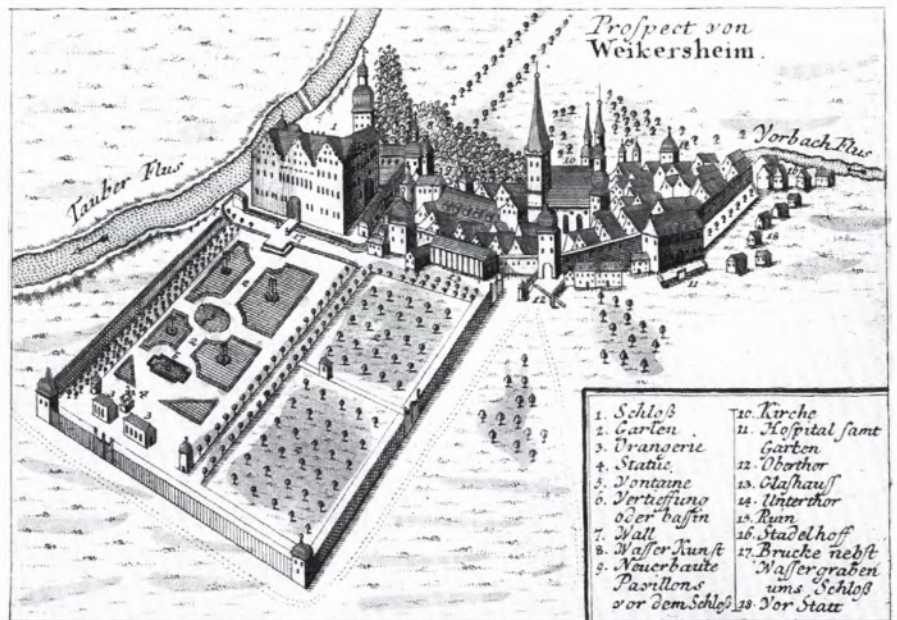 Prospect von
Weikersheim.
Tauber Flus
Vorbach Flus
1. Schloß
2. Garten
3. Orangerie
4. Statue
5. Vontaine
6. Vertieffung
oder bassin
7. Wall
8. Wasser Kunst
9. Neuerbaute
Pavillons
vor dem Schloß
10. Kirche
11. Hospital samt
Garten
12. Oberthor
13. Glashauss
14. Unterthor
15. Ruin
16. Stadelhoff
17. Brucke nebst
Wassergraben
ums Schloß
18. Vor Statt